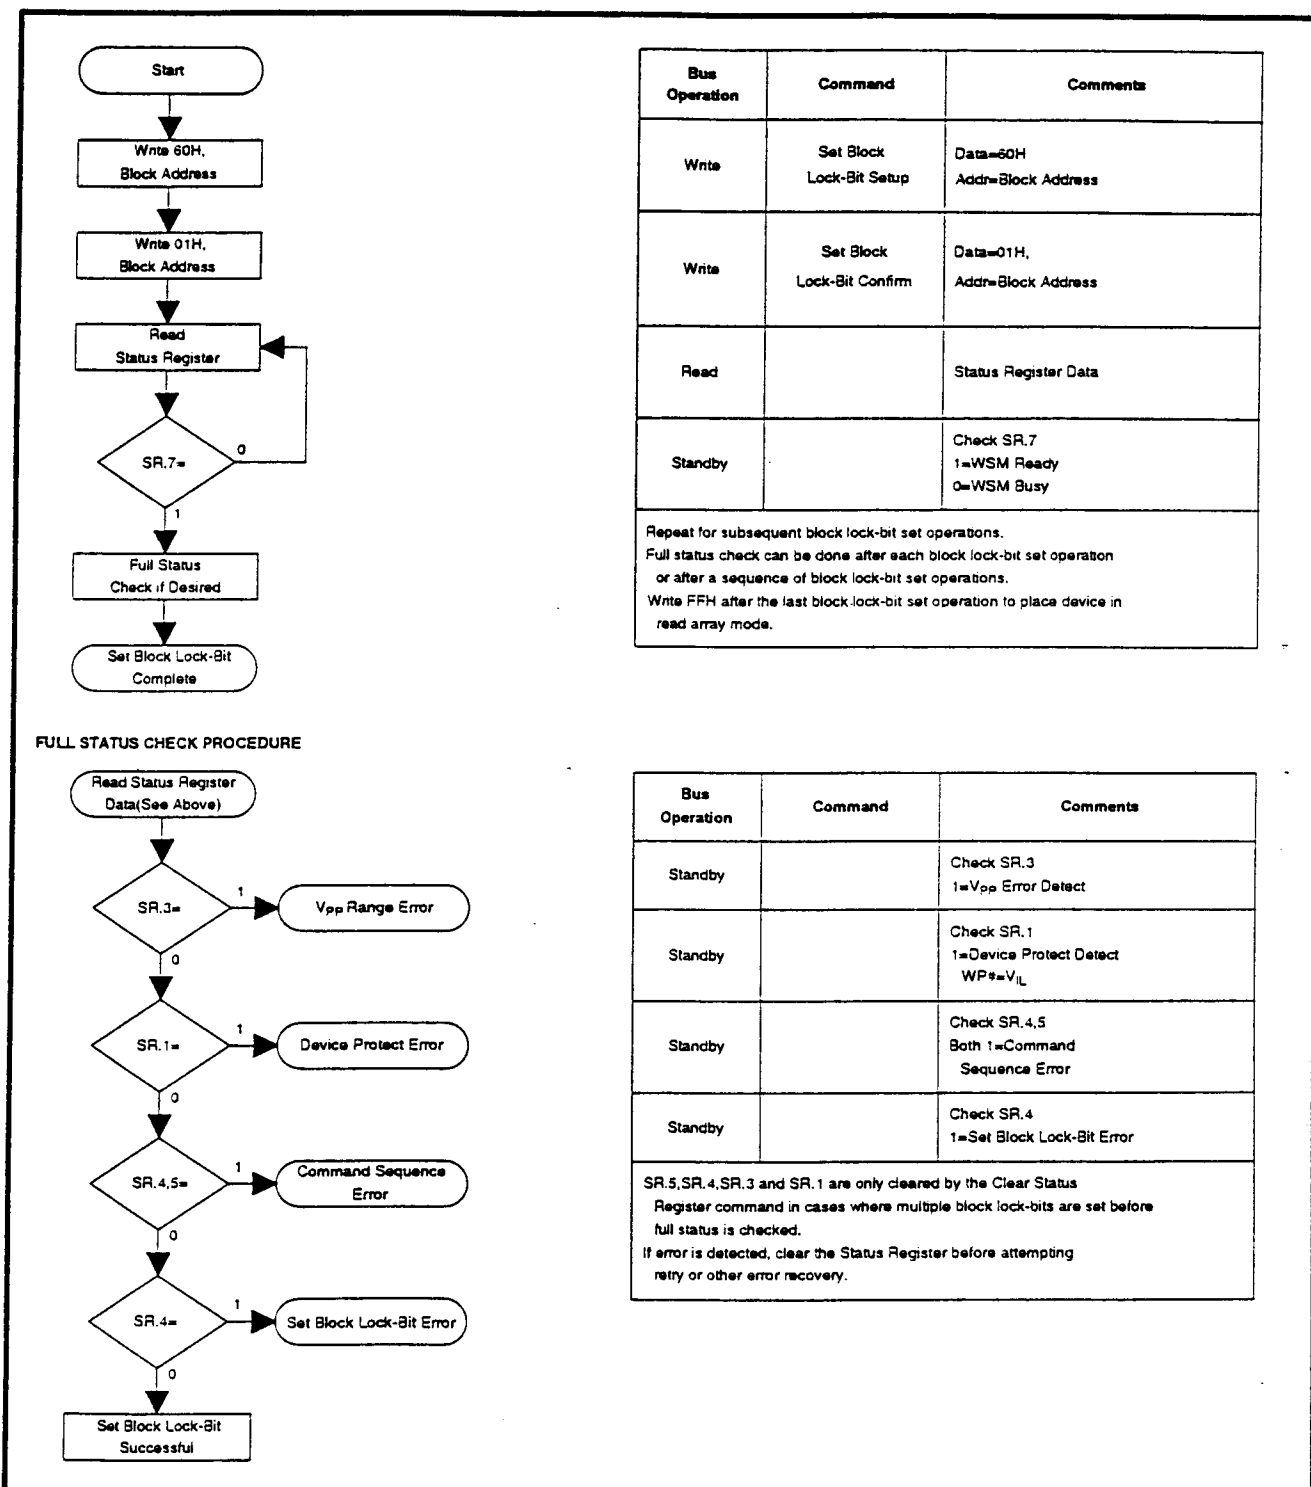 Start
Write 60H,
Block Address
Write 01H,
Block Address
Read
Status Register
SR.7=
0
1
Full Status
Check if Desired
Set Block Lock-Bit
Complete
Bus
Operation
Command
Comments
Write
Set Block
Lock-Bit Setup
Data=60H
Addr=Block Address
Write
Set Block
Lock-Bit Confirm
Data=01H,
Addr=Block Address
Read
Status Register Data
Standby
Check SR.7
1=WSM Ready
0=WSM Busy
Repeat for subsequent block lock-bit set operations.
Full status check can be done after each block lock-bit set operation
or after a sequence of block lock-bit set operations.
Write FFH after the last block lock-bit set operation to place device in
read array mode.
FULL STATUS CHECK PROCEDURE
Read Status Register
Data(See Above)
SR.3=
1
VPP Range Error
0
SR.1=
1
Device Protect Error
0
SR.4,5=
1
Command Sequence
Error
0
SR.4=
1
Set Block Lock-Bit Error
0
Set Block Lock-Bit
Successful
Bus
Operation
Command
Comments
Standby
Check SR.3
1=VPP Error Detect
Standby
Check SR.1
1=Device Protect Detect
WP#=VIL
Standby
Check SR.4,5
Both 1=Command
Sequence Error
Standby
Check SR.4
1=Set Block Lock-Bit Error
SR.5,SR.4,SR.3 and SR.1 are only cleared by the Clear Status
Register command in cases where multiple block lock-bits are set before
full status is checked.
If error is detected, clear the Status Register before attempting
retry or other error recovery.